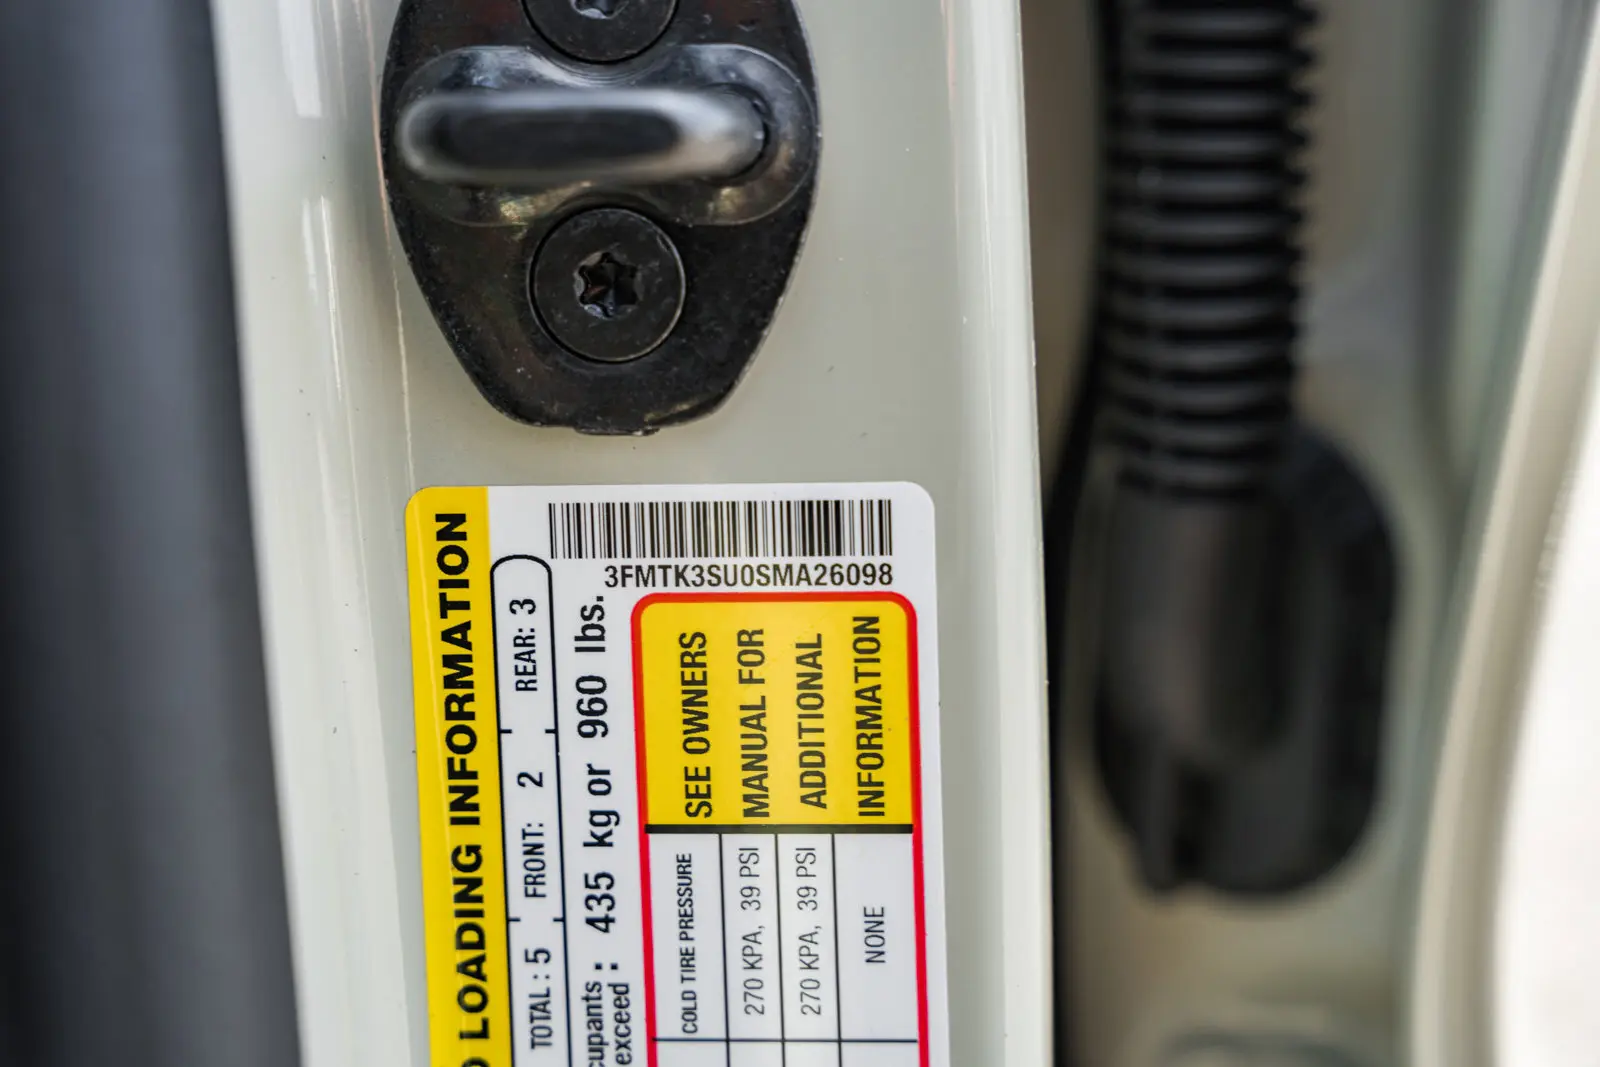 3FMTK3SU0SMA26098
LOADING INFORMATION
TOTAL : 5 FRONT: 2 REAR: 3
cupants : 435 kg or 960 lbs.
exceed :
COLD TIRE PRESSURE
270 KPA, 39 PSI
270 KPA, 39 PSI
NONE
SEE OWNERS
MANUAL FOR
ADDITIONAL
INFORMATION